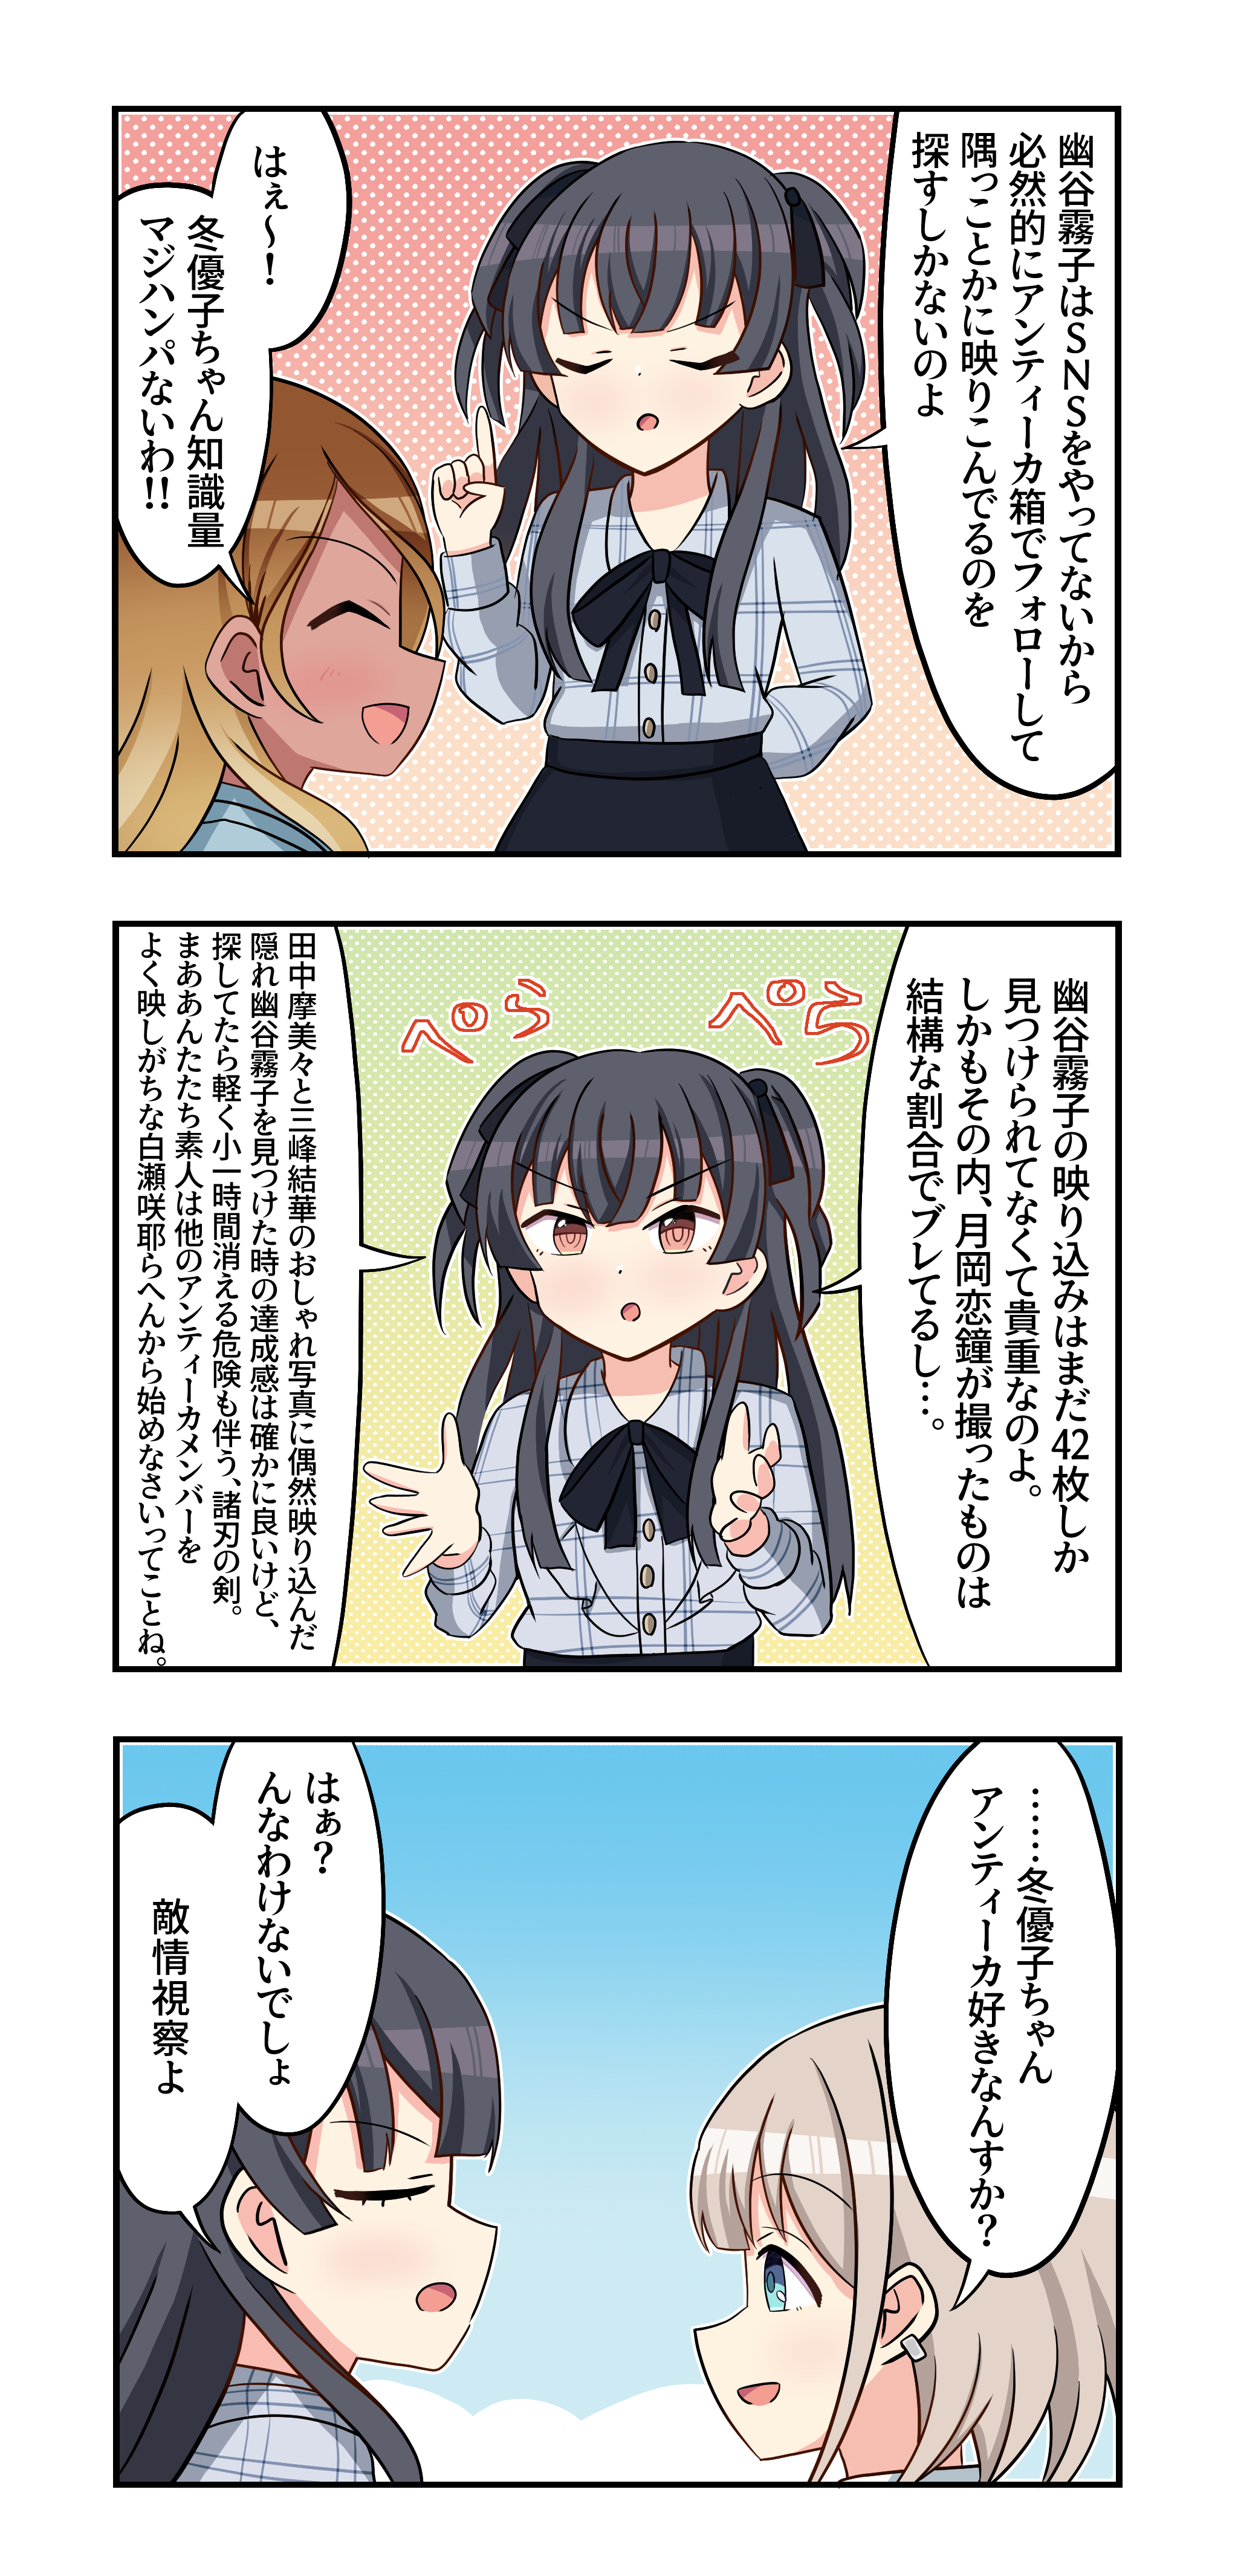 幽谷霧子はSNSをやってないから
必然的にアンティーカ箱でフォローして
隅っことかに映りこんでるのを
探すしかないのよ
はぇ〜！
冬優子ちゃん知識量
マジハンパないわ!!
幽谷霧子の映り込みはまだ42枚しか
見つけられてなくて貴重なのよ。
しかもその内、月岡恋鐘が撮ったものは
結構な割合でブレてるし…。
ぺら
ぺら
田中摩美々と三峰結華のおしゃれ写真に偶然映り込んだ
隠れ幽谷霧子を見つけた時の達成感は確かに良いけど、
探してたら軽く小一時間消える危険も伴う、諸刃の剣。
まああんたたち素人は他のアンティーカメンバーを
よく映しがちな白瀬咲耶らへんから始めなさいってことね。
……冬優子ちゃん
アンティーカ好きなんすか？
はぁ？
んなわけないでしょ
敵情視察よ